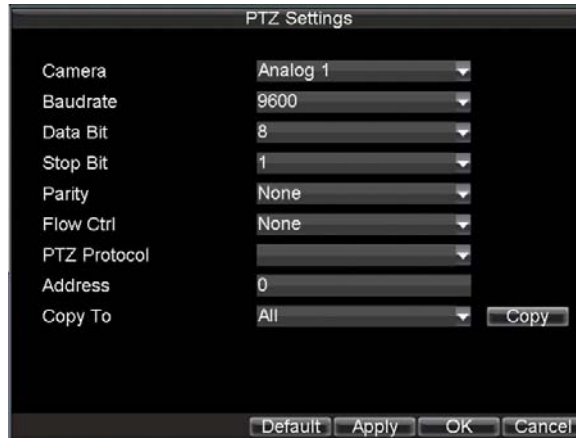 PTZ Settings
Camera Analog 1
Baudrate 9600
Data Bit 8
Stop Bit 1
Parity None
Flow Ctrl None
PTZ Protocol
Address 0
Copy To All Copy
Default Apply OK Cancel